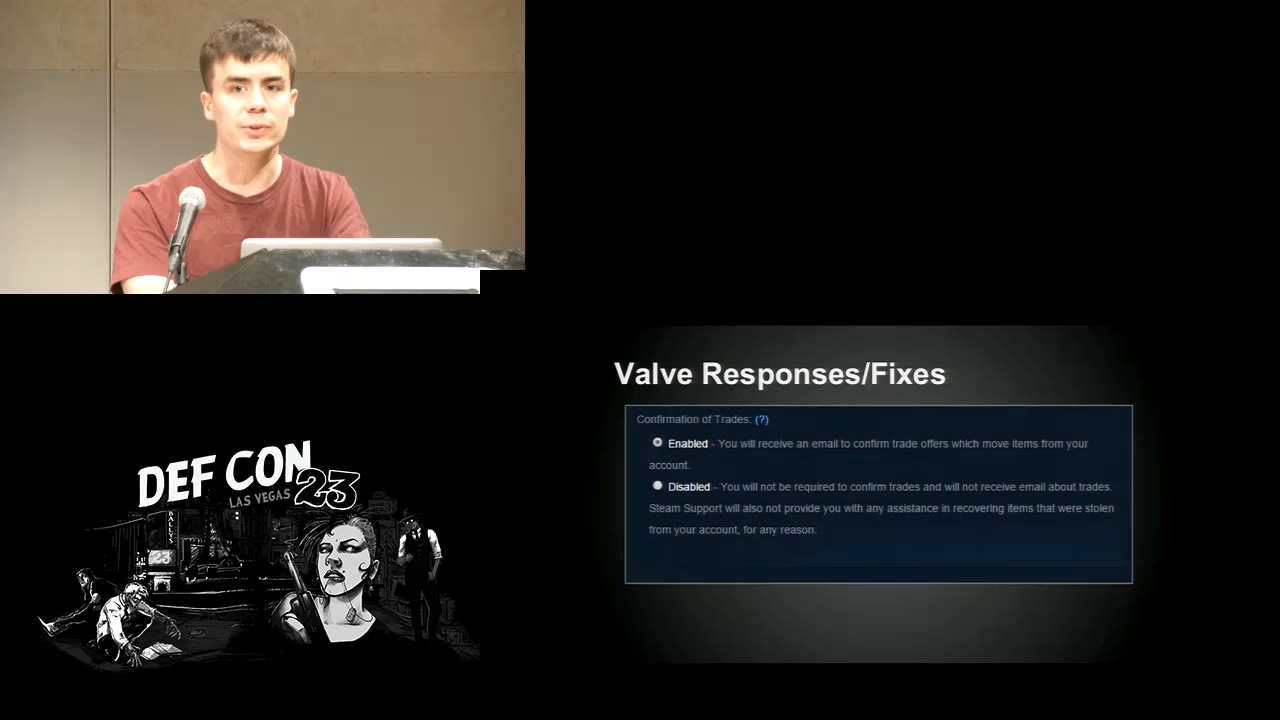 Valve Responses/Fixes
Confirmation of Trades: (?)
Enabled - You will receive an email to confirm trade offers which move items from your
account.
Disabled - You will not be required to confirm trades and will not receive email about trades.
Steam Support will also not provide you with any assistance in recovering items that were stolen
from your account, for any reason.
DEF CON 23
LAS VEGAS
BALLYS
23